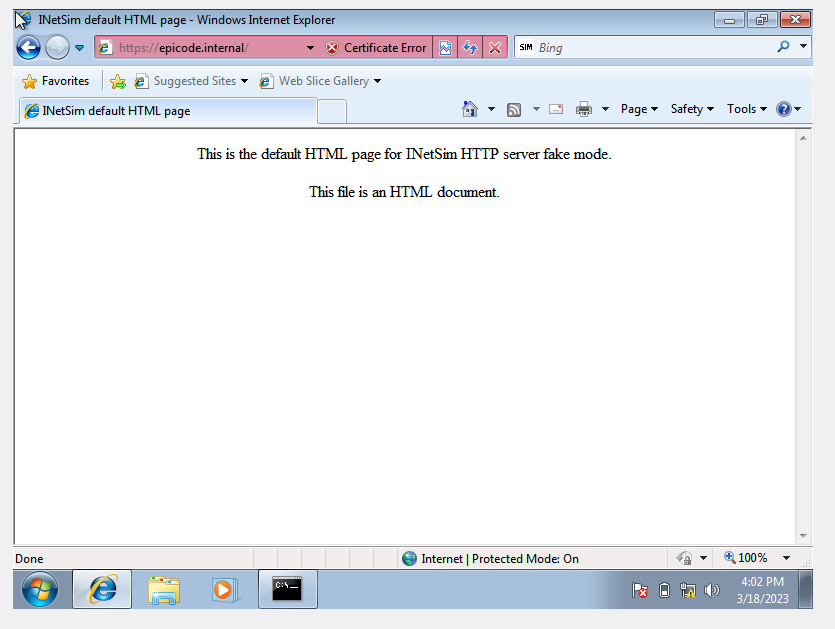 INetSim default HTML page - Windows Internet Explorer
https://epicode.internal/ Certificate Error SIM Bing
Favorites Suggested Sites Web Slice Gallery
INetSim default HTML page Page Safety Tools
This is the default HTML page for INetSim HTTP server fake mode.
This file is an HTML document.
Done Internet | Protected Mode: On 100%
C:\_
4:02 PM
3/18/2023